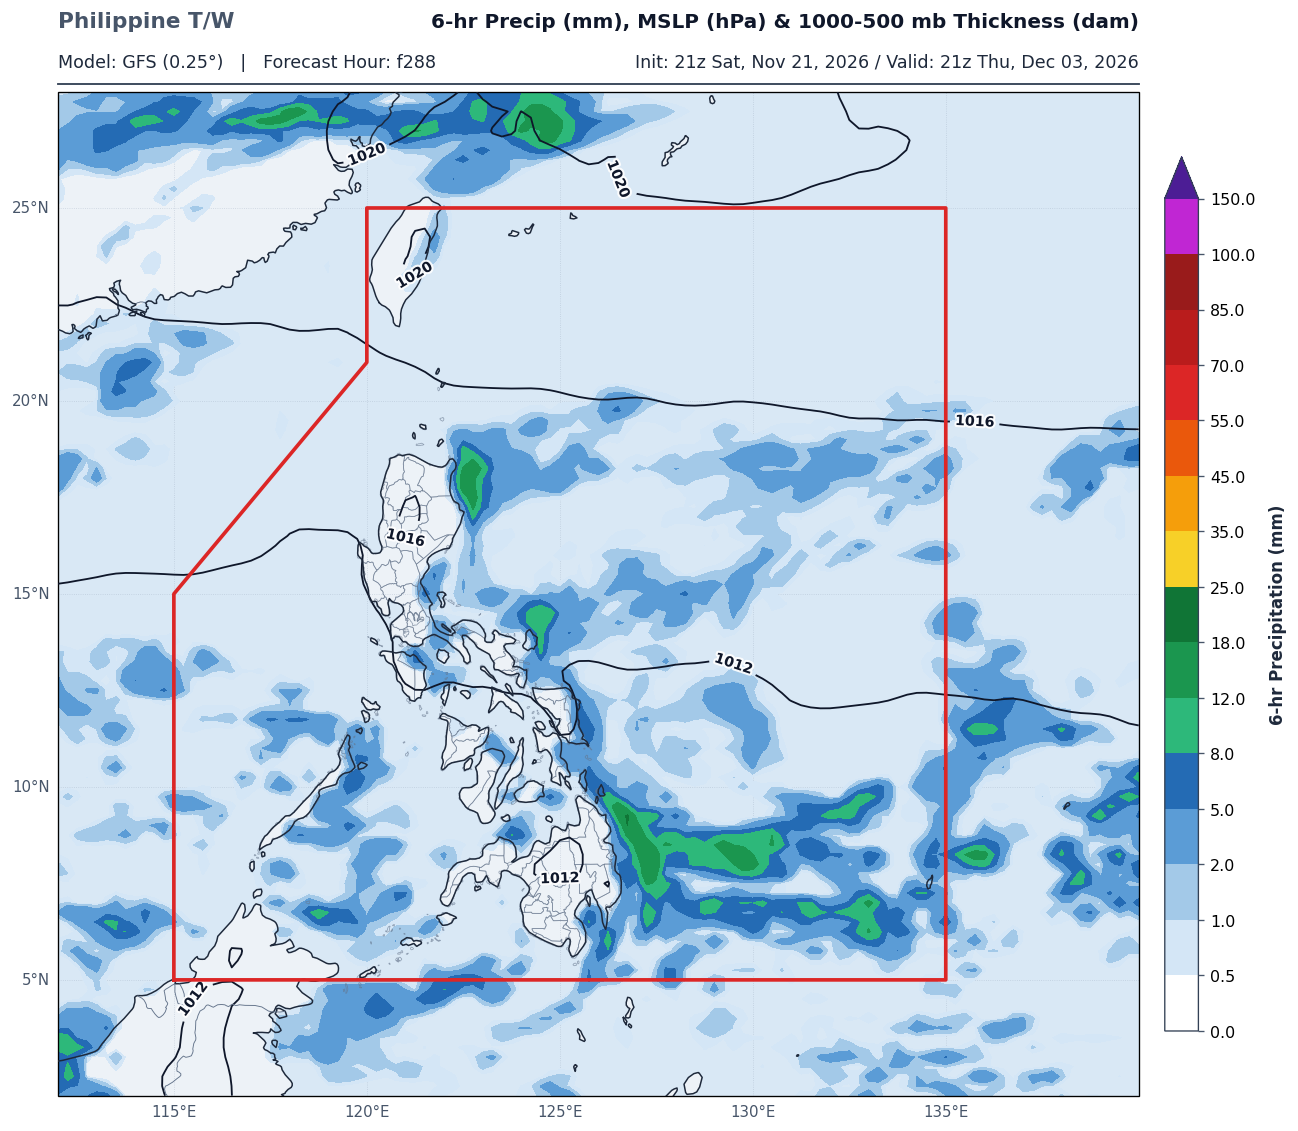 Philippine T/W
6-hr Precip (mm), MSLP (hPa) & 1000-500 mb Thickness (dam)
Model: GFS (0.25°) | Forecast Hour: f288
Init: 21z Sat, Nov 21, 2026 / Valid: 21z Thu, Dec 03, 2026
1020
1020
25°N
1020
20°N
1016
1016
15°N
1012
10°N
1012
5°N
1012
115°E
120°E
125°E
130°E
135°E
150.0
100.0
85.0
70.0
55.0
45.0
35.0
25.0
18.0
12.0
8.0
5.0
2.0
1.0
0.5
0.0
6-hr Precipitation (mm)